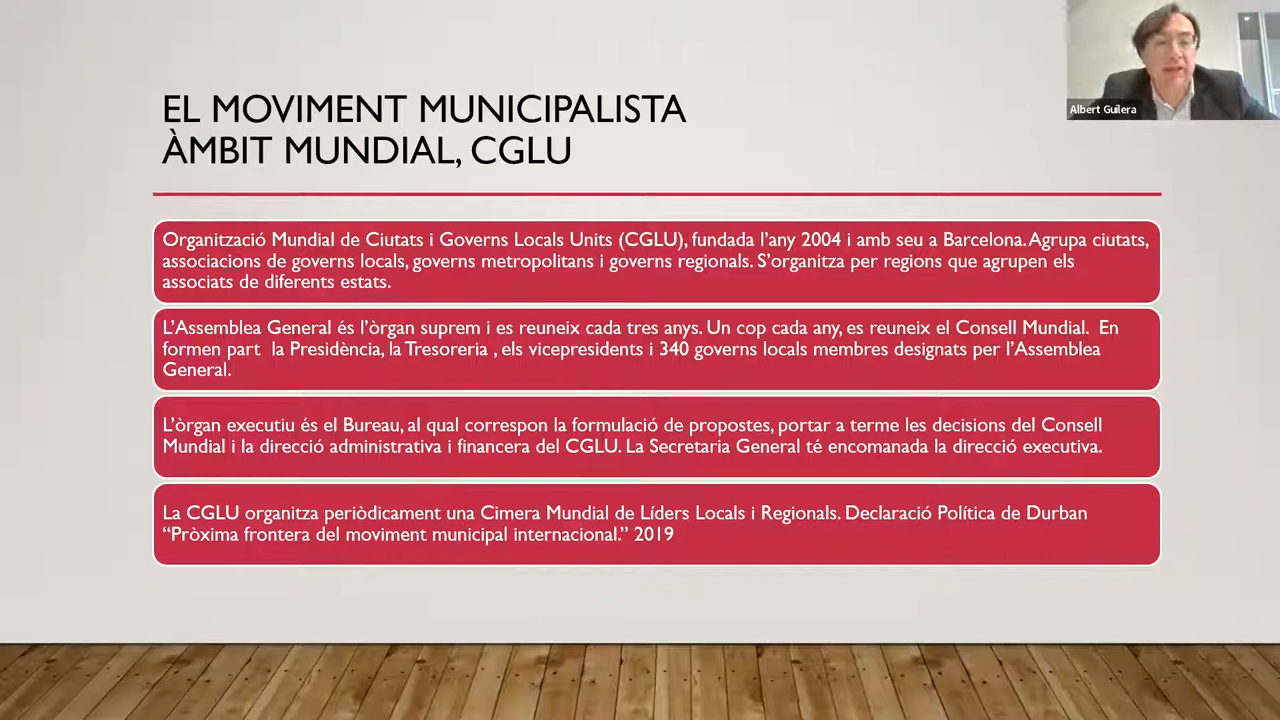 Albert Guilera
EL MOVIMENT MUNICIPALISTA
ÀMBIT MUNDIAL, CGLU
Organització Mundial de Ciutats i Governs Locals Units (CGLU), fundada l’any 2004 i amb seu a Barcelona. Agrupa ciutats,
associacions de governs locals, governs metropolitans i governs regionals. S’organitza per regions que agrupen els
associats de diferents estats.
L’Assemblea General és l’òrgan suprem i es reuneix cada tres anys. Un cop cada any, es reuneix el Consell Mundial.  En
formen part  la Presidència, la Tresoreria , els vicepresidents i 340 governs locals membres designats per l’Assemblea
General.
L’òrgan executiu és el Bureau, al qual correspon la formulació de propostes, portar a terme les decisions del Consell
Mundial i la direcció administrativa i financera del CGLU. La Secretaria General té encomanada la direcció executiva.
La CGLU organitza periòdicament una Cimera Mundial de Líders Locals i Regionals. Declaració Política de Durban
“Pròxima frontera del moviment municipal internacional.” 2019